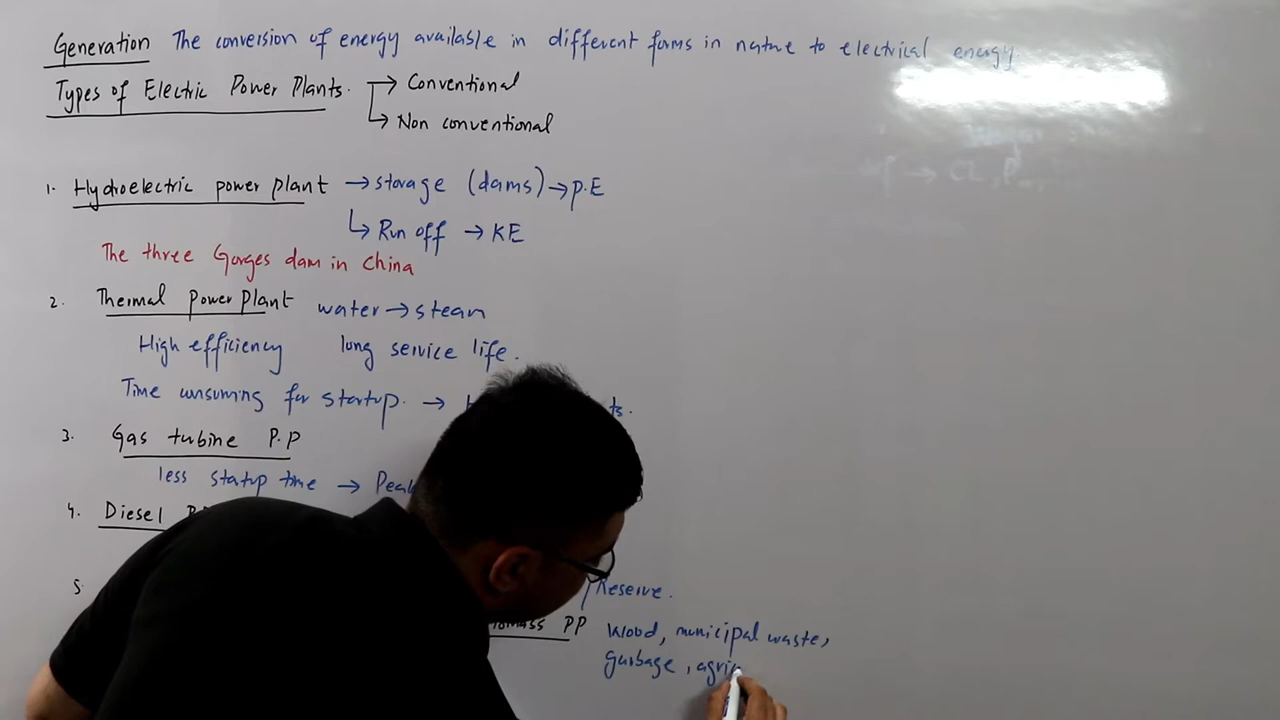 Generation The conversion of energy available in different forms in nature to electrical energy.
Types of Electric Power Plants. → Conventional
↳ Non conventional
1. Hydroelectric power plant → storage (dams) → P.E
↳ Run off → KE
The three Gorges dam in China
2. Thermal power plant water → steam
High efficiency long service life.
Time consuming for startup. →
3. Gas turbine P.P
less startup time → Peak
4. Diesel
5. Reserve.
PP Wood, municipal waste,
garbage, agri